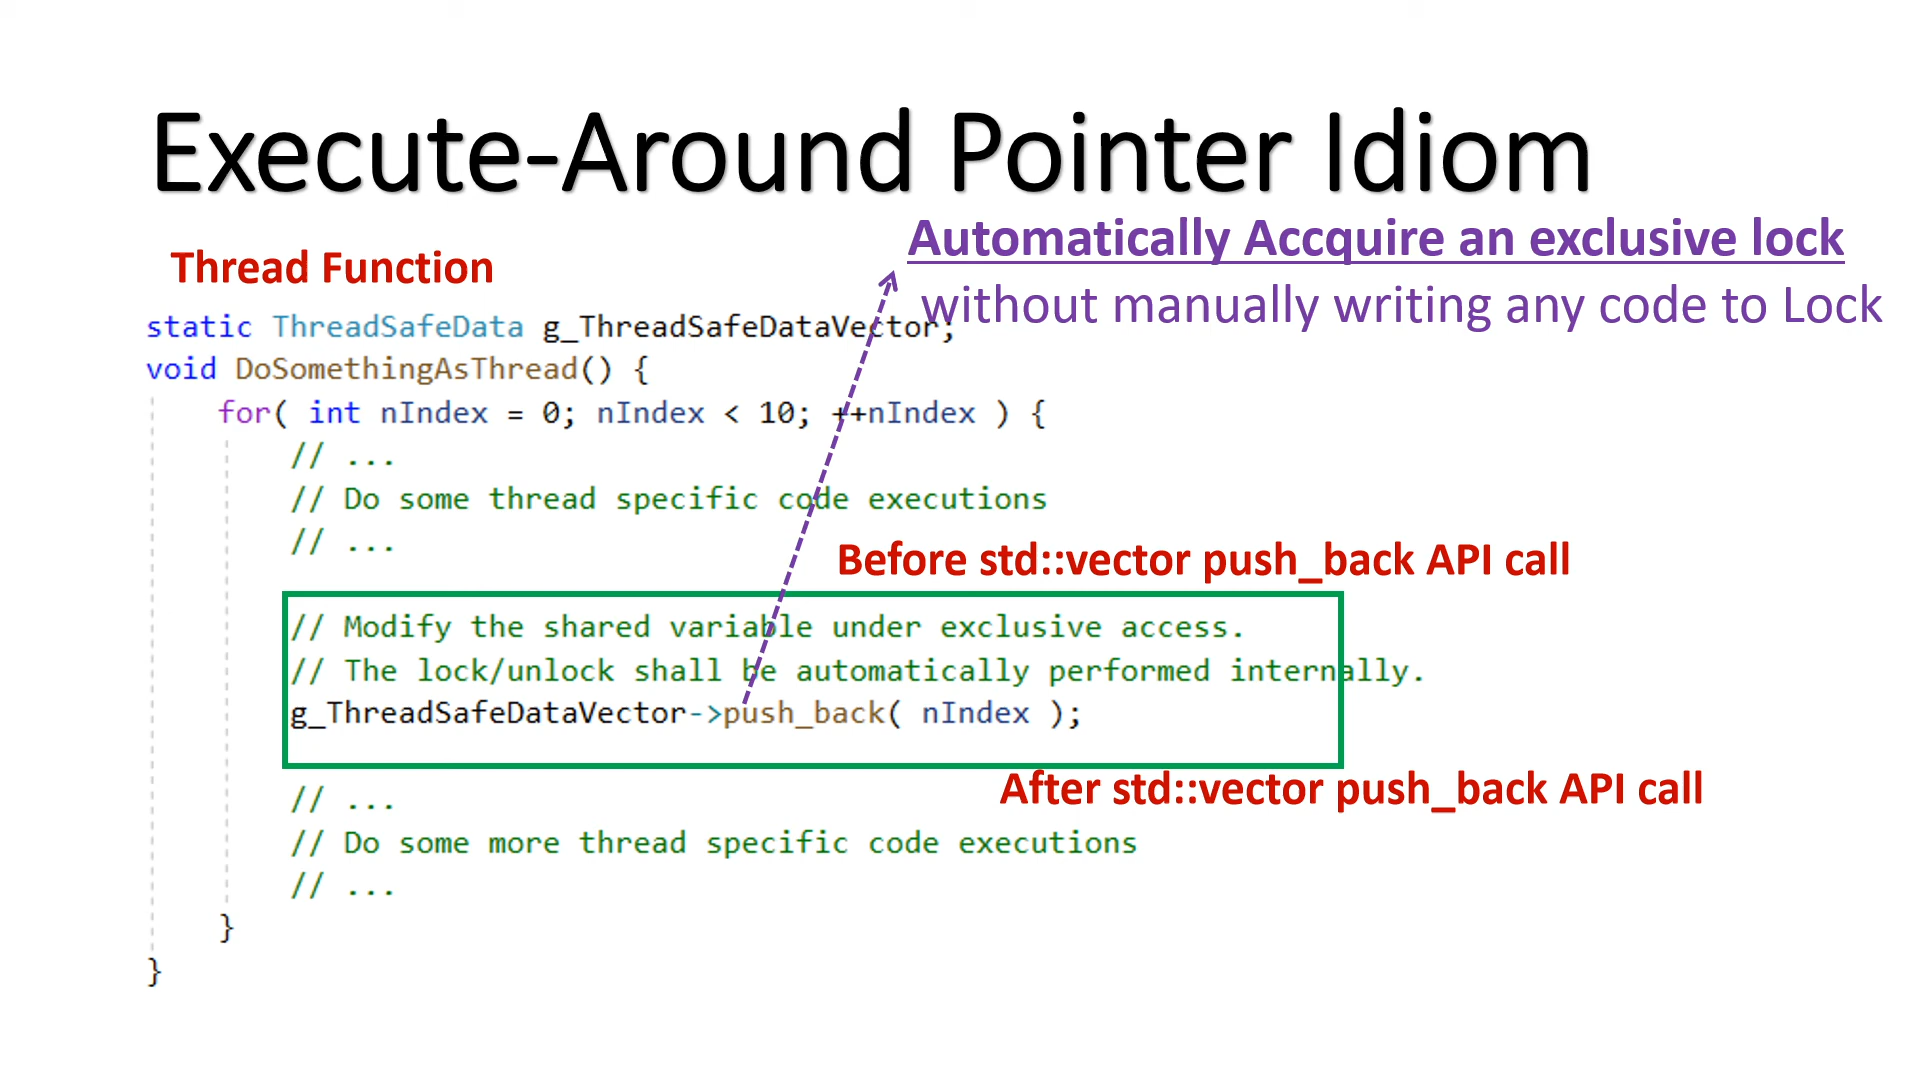 Execute-Around Pointer Idiom
Automatically Accquire an exclusive lock
without manually writing any code to Lock
Thread Function
static ThreadSafeData g_ThreadSafeDataVector;
void DoSomethingAsThread() {
for( int nIndex = 0; nIndex < 10; ++nIndex ) {
// ...
// Do some thread specific code executions
// ...
Before std::vector push_back API call
// Modify the shared variable under exclusive access.
// The lock/unlock shall be automatically performed internally.
g_ThreadSafeDataVector->push_back( nIndex );
After std::vector push_back API call
// ...
// Do some more thread specific code executions
// ...
}
}